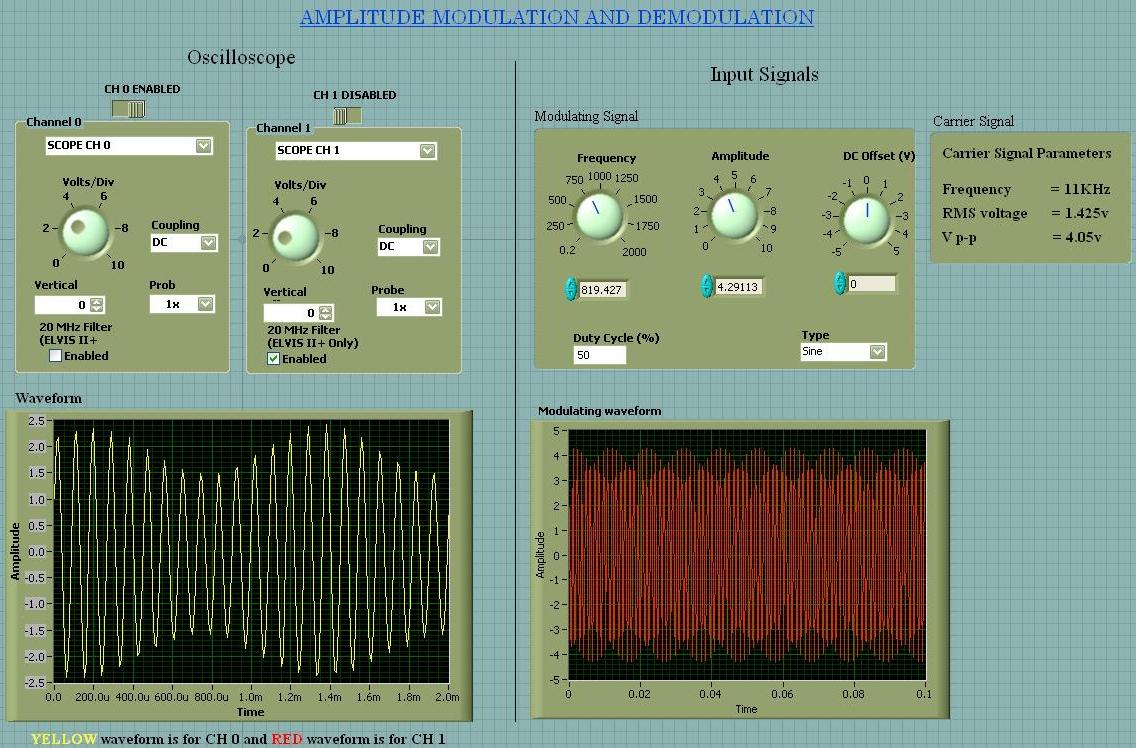 AMPLITUDE MODULATION AND DEMODULATION
Oscilloscope
Input Signals
CH 0 ENABLED
CH 1 DISABLED
Channel 0
SCOPE CH 0
Volts/Div
4 6
2 8
0 10
Coupling
DC
Vertical
0
Prob
1x
20 MHz Filter
(ELVIS II+
Enabled
Channel 1
SCOPE CH 1
Volts/Div
4 6
2 8
0 10
Coupling
DC
Vertical
0
Probe
1x
20 MHz Filter
(ELVIS II+ Only)
Enabled
Modulating Signal
Frequency
750 1000 1250
500 1500
250 1750
0.2 2000
819.427
Amplitude
4 5 6
3 7
2 8
1 9
0 10
4.29113
DC Offset (V)
-1 0 1
-2 2
-3 3
-4 4
-5 5
0
Duty Cycle (%)
50
Type
Sine
Carrier Signal
Carrier Signal Parameters
Frequency = 11KHz
RMS voltage = 1.425v
V p-p = 4.05v
Waveform
Amplitude
2.5
2.0
1.5
1.0
0.5
0.0
-0.5
-1.0
-1.5
-2.0
-2.5
0.0 200.0u 400.0u 600.0u 800.0u 1.0m 1.2m 1.4m 1.6m 1.8m 2.0m
Time
Modulating waveform
Amplitude
5
4
3
2
1
0
-1
-2
-3
-4
-5
0 0.02 0.04 0.06 0.08 0.1
Time
YELLOW waveform is for CH 0 and RED waveform is for CH 1